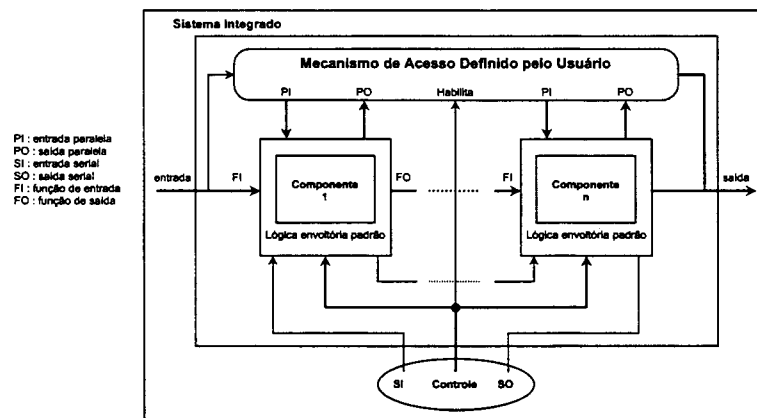 Sistema Integrado
Mecanismo de Acesso Definido pelo Usuário
PI PO Habilita PI PO
PI : entrada paralela
PO : saída paralela
SI : entrada serial
SO : saída serial
FI : função de entrada
FO : função de saída
entrada FI Componente 1 FO FI Componente n saída
Lógica envoltória padrão Lógica envoltória padrão
SI Controle SO